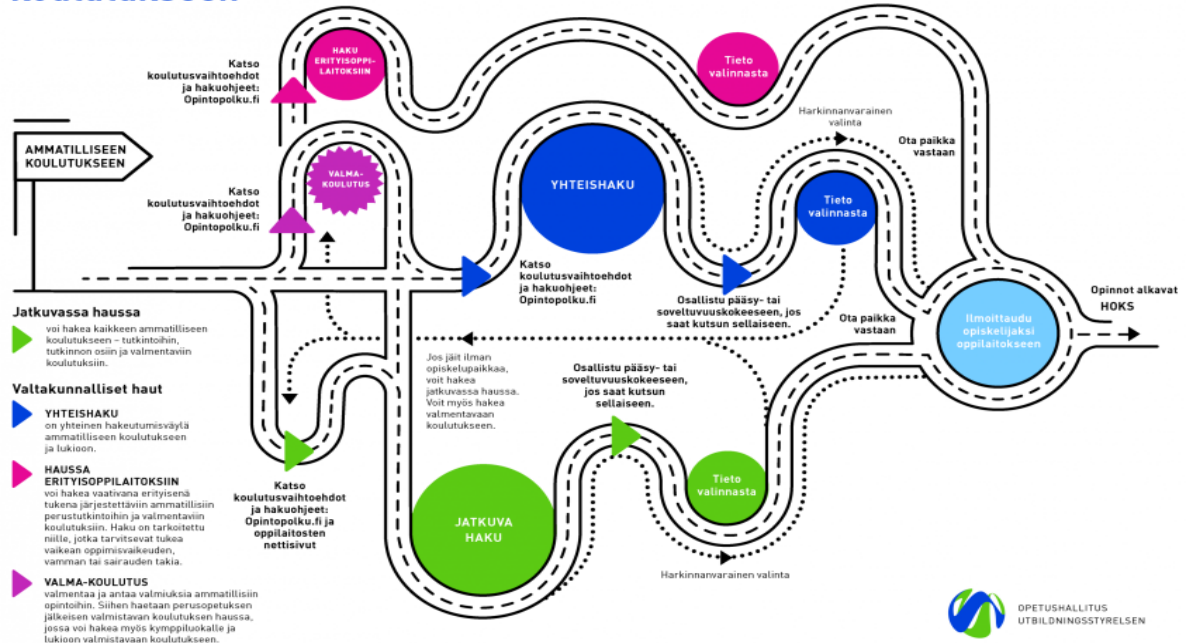 AMMATILLISEEN
KOULUTUKSEEN
Katso
koulutusvaihtoehdot
ja hakuohjeet:
Opintopolku.fi
HAKU
ERITYISOPPI-
LAITOKSIIN
Tieto
valinnasta
Harkinnanvarainen
valinta
Ota paikka
vastaan
Katso
koulutusvaihtoehdot
ja hakuohjeet:
Opintopolku.fi
VALMA-
KOULUTUS
YHTEISHAKU
Katso
koulutusvaihtoehdot
ja hakuohjeet:
Opintopolku.fi
Tieto
valinnasta
Osallistu pääsy- tai
soveltuvuuskokeeseen, jos
saat kutsun sellaiseen.
Ota paikka
vastaan
Ilmoittaudu
opiskelijaksi
oppilaitokseen
Opinnot alkavat
HOKS
Jatkuvassa haussa
voi hakea kaikkeen ammatilliseen
koulutukseen – tutkintoihin,
tutkinnon osiin ja valmentaviin
koulutuksiin.
Valtakunnalliset haut
YHTEISHAKU
on yhteinen hakeutumisväylä
ammatilliseen koulutukseen
ja lukioon.
HAUSSA
ERITYISOPPILAITOKSIIN
voi hakea vaativana erityisenä
tukena järjestettäviin ammatillisiin
perustutkintoihin ja valmentaviin
koulutuksiin. Haku on tarkoitettu
niille, jotka tarvitsevat tukea
vaikean oppimisvaikeuden,
vamman tai sairauden takia.
VALMA-KOULUTUS
valmentaa ja antaa valmiuksia ammatillisiin
opintoihin. Siihen haetaan perusopetuksen
jälkeisen valmistavan koulutuksen haussa,
jossa voi hakea myös kymppiluokalle ja
lukioon valmistavaan koulutukseen.
Jos jäit ilman
opiskelupaikkaa,
voit hakea
jatkuvassa haussa.
Voit myös hakea
valmentavaan
koulutukseen.
Osallistu pääsy- tai
soveltuvuuskokeeseen,
jos saat kutsun
sellaiseen.
Katso
koulutusvaihtoehdot
ja hakuohjeet:
Opintopolku.fi ja
oppilaitosten
nettisivut
JATKUVA
HAKU
Tieto
valinnasta
Harkinnanvarainen valinta
OPETUSHALLITUS
UTBILDNINGSSTYRELSEN